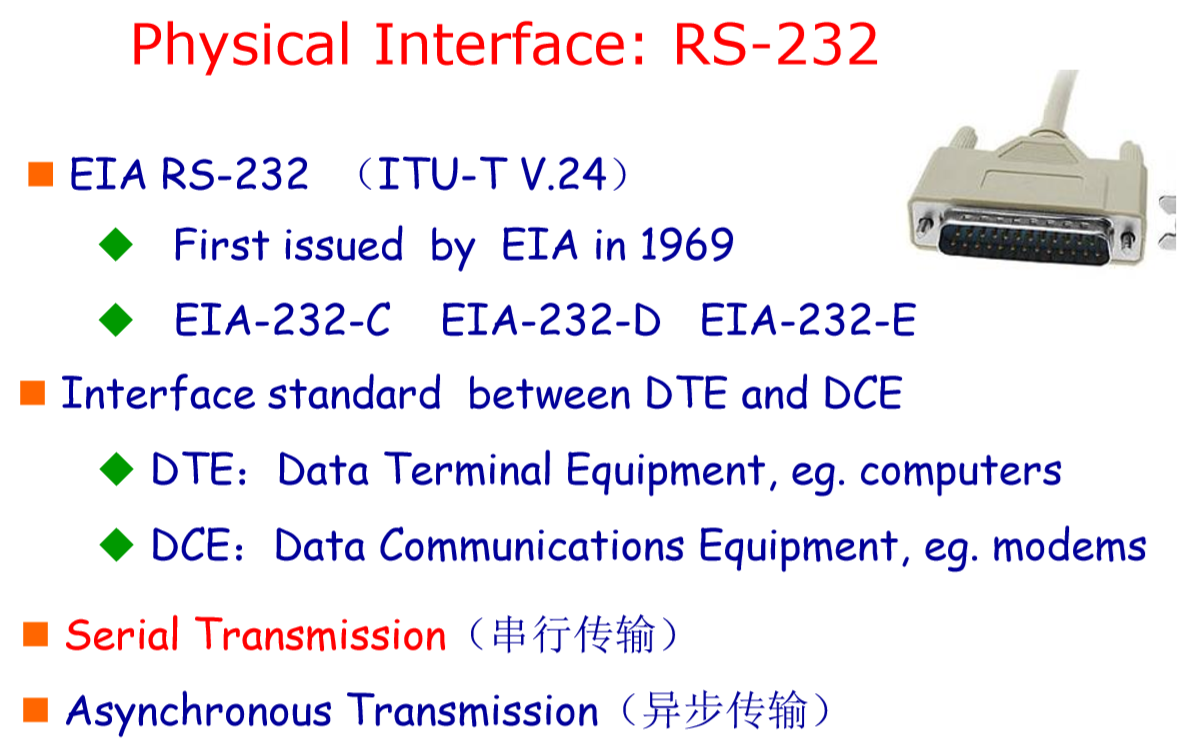 Physical Interface: RS-232
EIA RS-232 （ITU-T V.24）
First issued by EIA in 1969
EIA-232-C EIA-232-D EIA-232-E
Interface standard between DTE and DCE
DTE：Data Terminal Equipment, eg. computers
DCE：Data Communications Equipment, eg. modems
Serial Transmission（串行传输）
Asynchronous Transmission（异步传输）